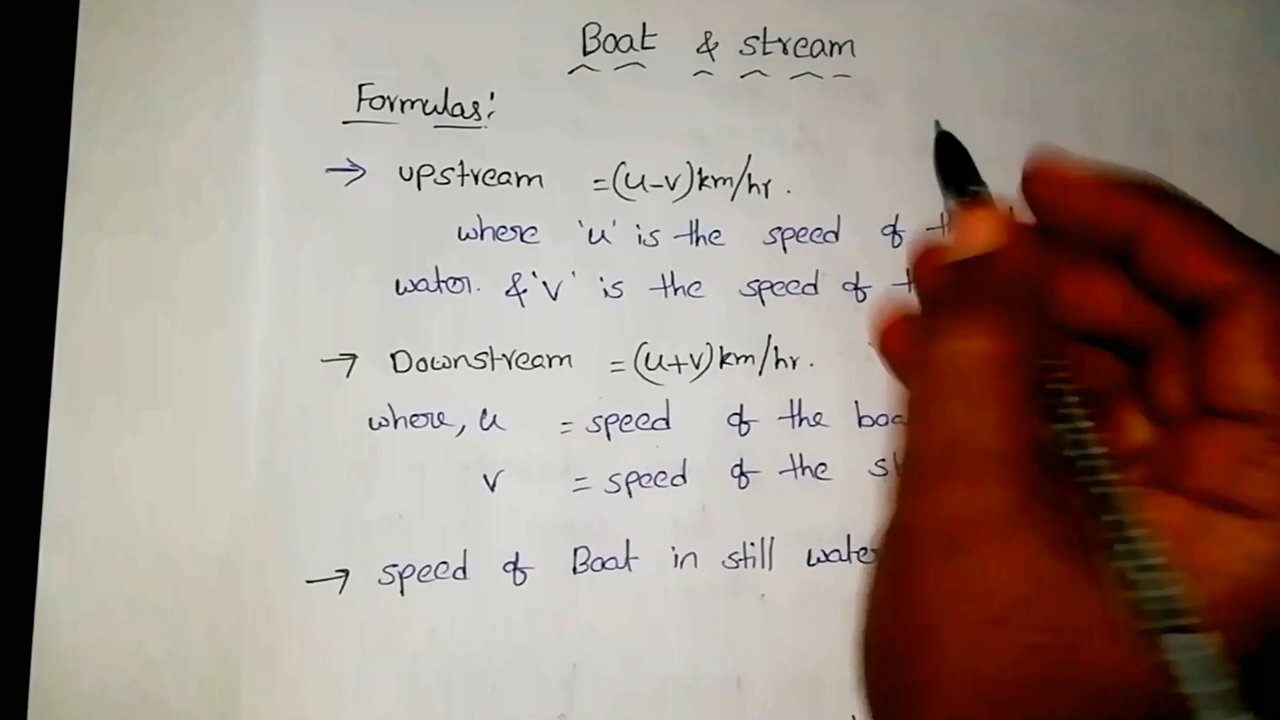 Boat & stream
Formulas:
→ upstream = (u-v)km/hr.
where 'u' is the speed of
water. & 'v' is the speed of
→ Downstream = (u+v)km/hr.
where, u = speed of the
v = speed of the
→ speed of Boat in still